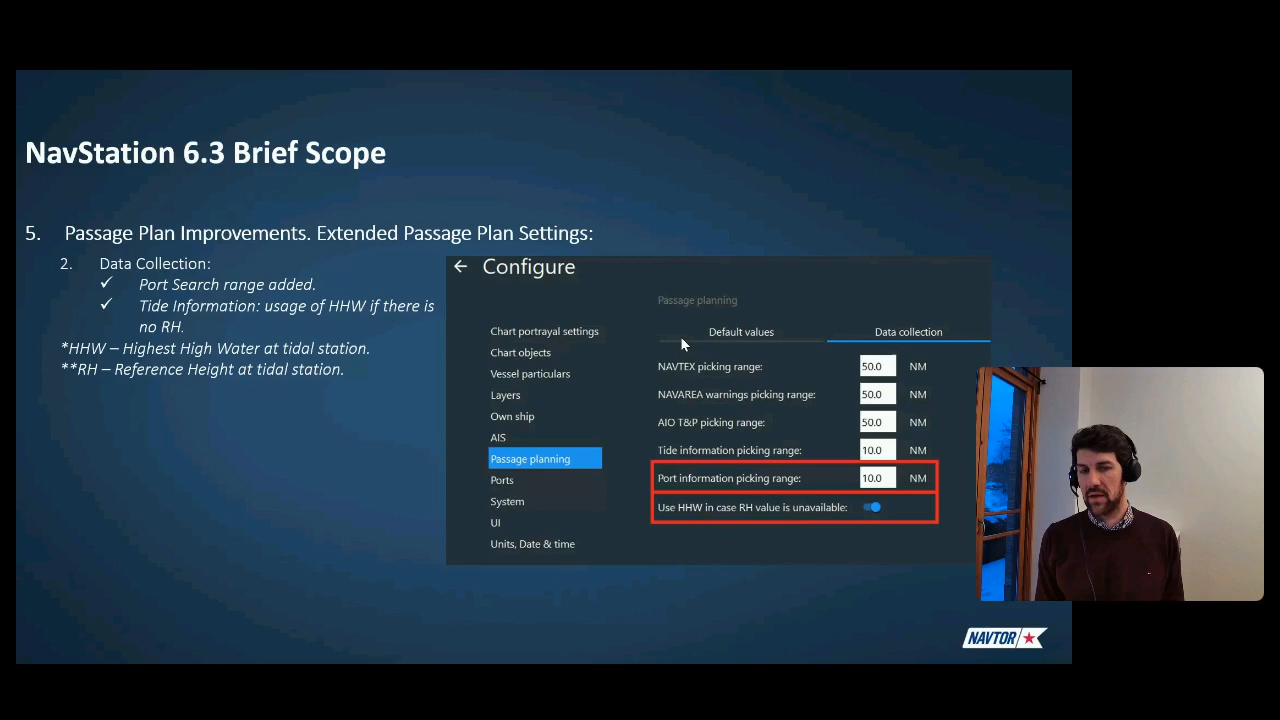 NavStation 6.3 Brief Scope
5. Passage Plan Improvements. Extended Passage Plan Settings:
2. Data Collection:
✓ Port Search range added.
✓ Tide Information: usage of HHW if there is
no RH.
*HHW – Highest High Water at tidal station.
**RH – Reference Height at tidal station.
← Configure
Chart portrayal settings
Chart objects
Vessel particulars
Layers
Own ship
AIS
Passage planning
Ports
System
UI
Units, Date & time
Passage planning
Default values Data collection
NAVTEX picking range: 50.0 NM
NAVAREA warnings picking range: 50.0 NM
AIO T&P picking range: 50.0 NM
Tide information picking range: 10.0 NM
Port information picking range: 10.0 NM
Use HHW in case RH value is unavailable:
NAVTOR